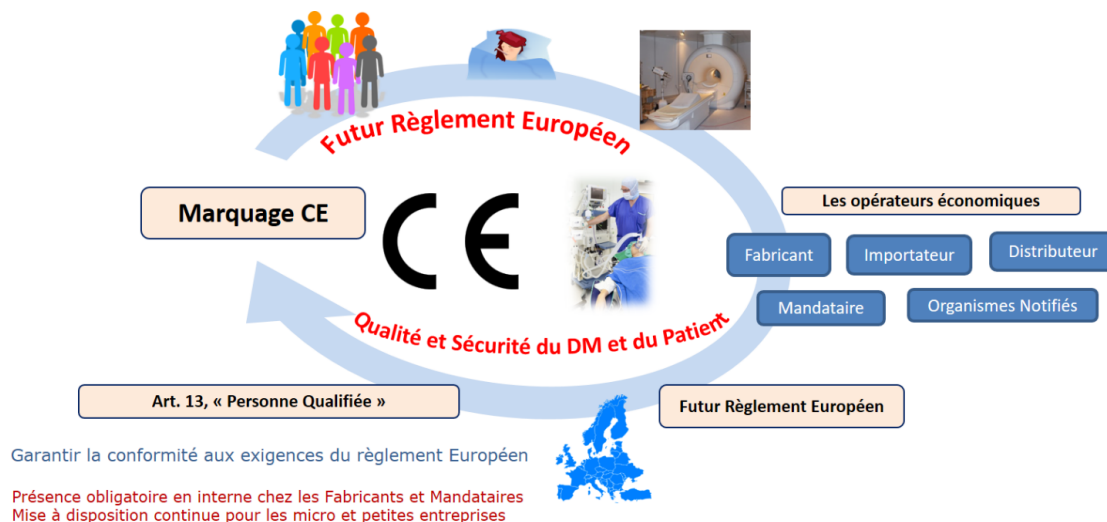 Futur Règlement Européen
Marquage CE
CE
Qualité et Sécurité du DM et du Patient
Les opérateurs économiques
Fabricant
Importateur
Distributeur
Mandataire
Organismes Notifiés
Art. 13, « Personne Qualifiée »
Futur Règlement Européen
Garantir la conformité aux exigences du règlement Européen
Présence obligatoire en interne chez les Fabricants et Mandataires
Mise à disposition continue pour les micro et petites entreprises